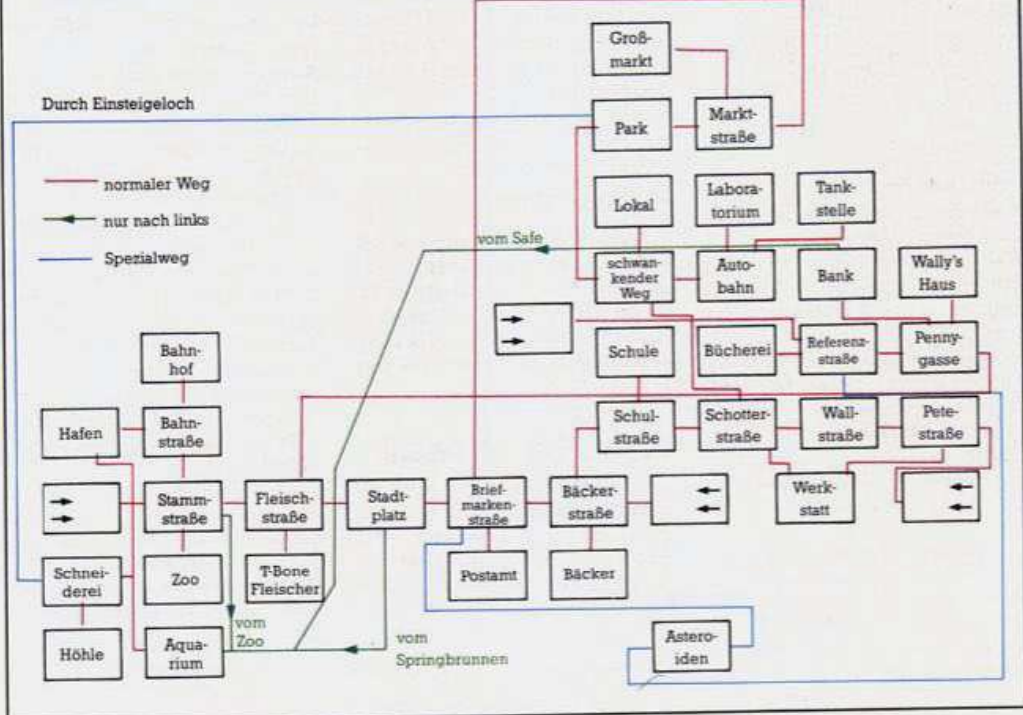 Groß-
markt
Durch Einsteigeloch
Park
Markt-
straße
normaler Weg
nur nach links
Spezialweg
Lokal
Labora-
torium
Tank-
stelle
vom Safe
schwan-
kender
Weg
Auto-
bahn
Bank
Wally's
Haus
Bahn-
hof
Schule
Bücherei
Referenz-
straße
Penny-
gasse
Hafen
Bahn-
straße
Schul-
straße
Schotter-
straße
Wall-
straße
Pete-
straße
Stamm-
straße
Fleisch-
straße
Stadt-
platz
Brief-
marken-
straße
Bäcker-
straße
Werk-
statt
Schnei-
derei
Zoo
T-Bone
Fleischer
Postamt
Bäcker
Höhle
Aqua-
rium
vom
Zoo
vom
Springbrunnen
Astero-
iden